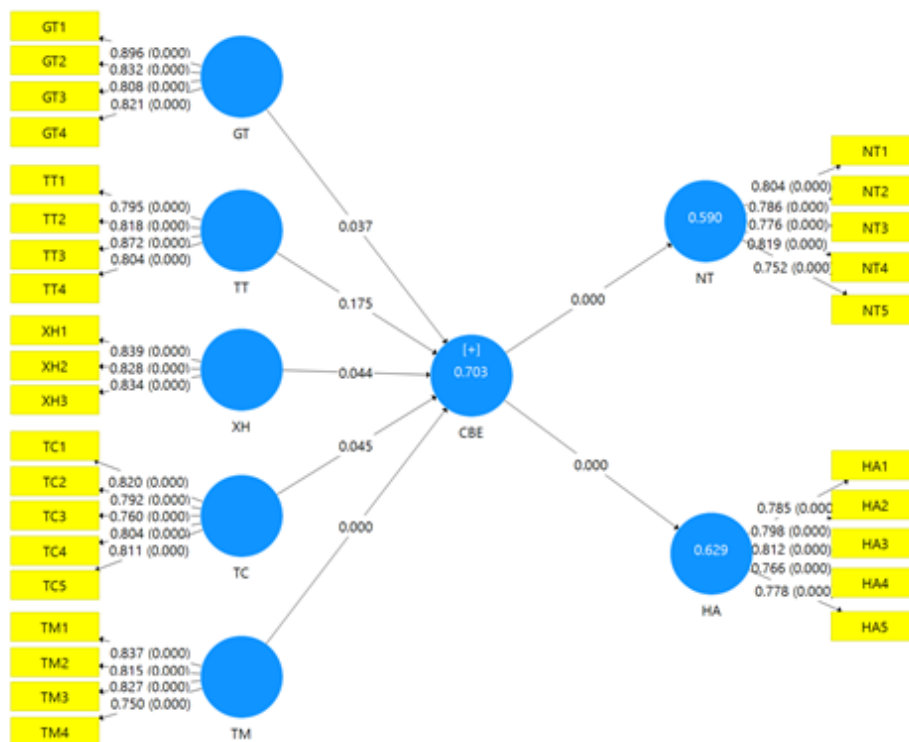 GT1
GT2
GT3
GT4
0.896 (0.000)
0.832 (0.000)
0.808 (0.000)
0.821 (0.000)
GT
TT1
TT2
TT3
TT4
0.795 (0.000)
0.818 (0.000)
0.872 (0.000)
0.804 (0.000)
TT
XH1
XH2
XH3
0.839 (0.000)
0.828 (0.000)
0.834 (0.000)
XH
TC1
TC2
TC3
TC4
TC5
0.820 (0.000)
0.792 (0.000)
0.760 (0.000)
0.804 (0.000)
0.811 (0.000)
TC
TM1
TM2
TM3
TM4
0.837 (0.000)
0.815 (0.000)
0.827 (0.000)
0.750 (0.000)
TM
0.037
0.175
0.044
0.045
0.000
[+]
0.703
CBE
0.000
0.000
0.590
NT
0.804 (0.000)
0.786 (0.000)
0.776 (0.000)
0.819 (0.000)
0.752 (0.000)
NT1
NT2
NT3
NT4
NT5
0.629
HA
0.785 (0.000
0.798 (0.000)
0.812 (0.000)
0.766 (0.000)
0.778 (0.000)
HA1
HA2
HA3
HA4
HA5